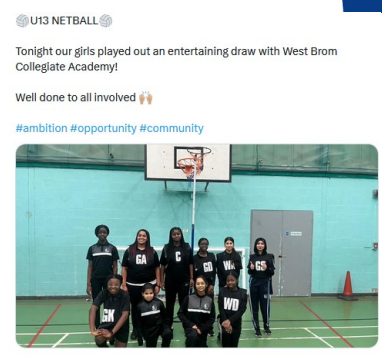 🏐U13 NETBALL🏐
Tonight our girls played out an entertaining draw with West Brom
Collegiate Academy!
Well done to all involved 🙌🏽
#ambition #opportunity #community
GA
C
GD
WA
GS
GK
WD